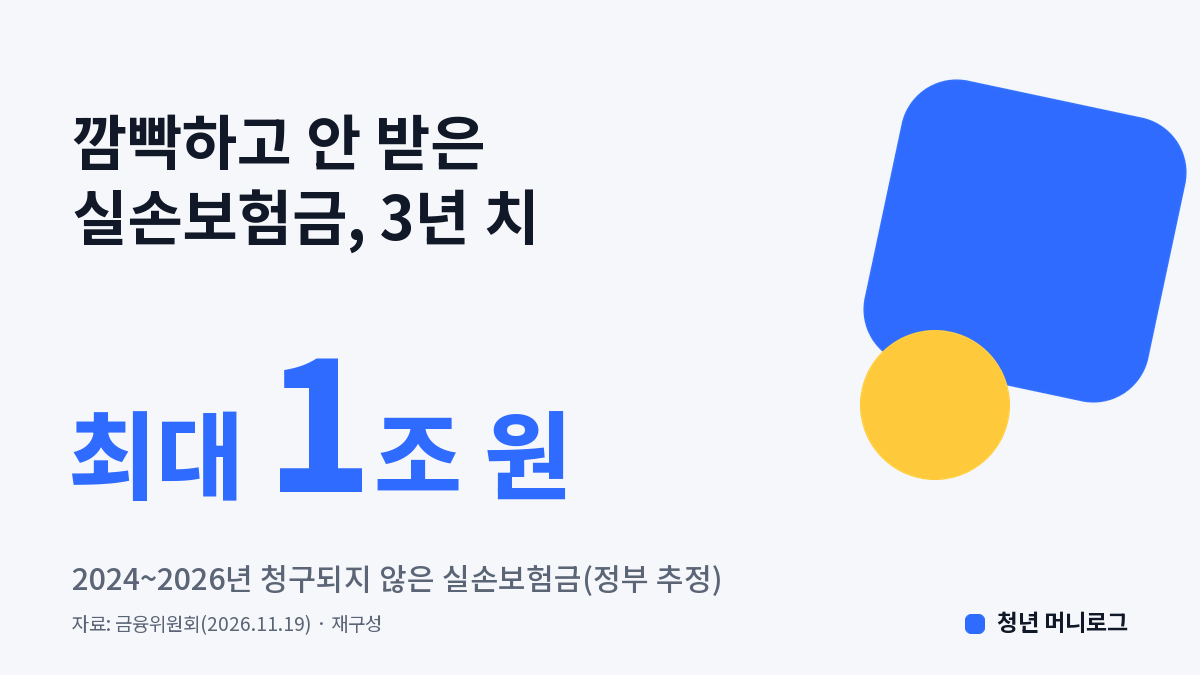 깜빡하고 안 받은
실손보험금, 3년 치
최대 1조 원
2024~2026년 청구되지 않은 실손보험금(정부 추정)
자료: 금융위원회(2026.11.19) · 재구성
청년 머니로그